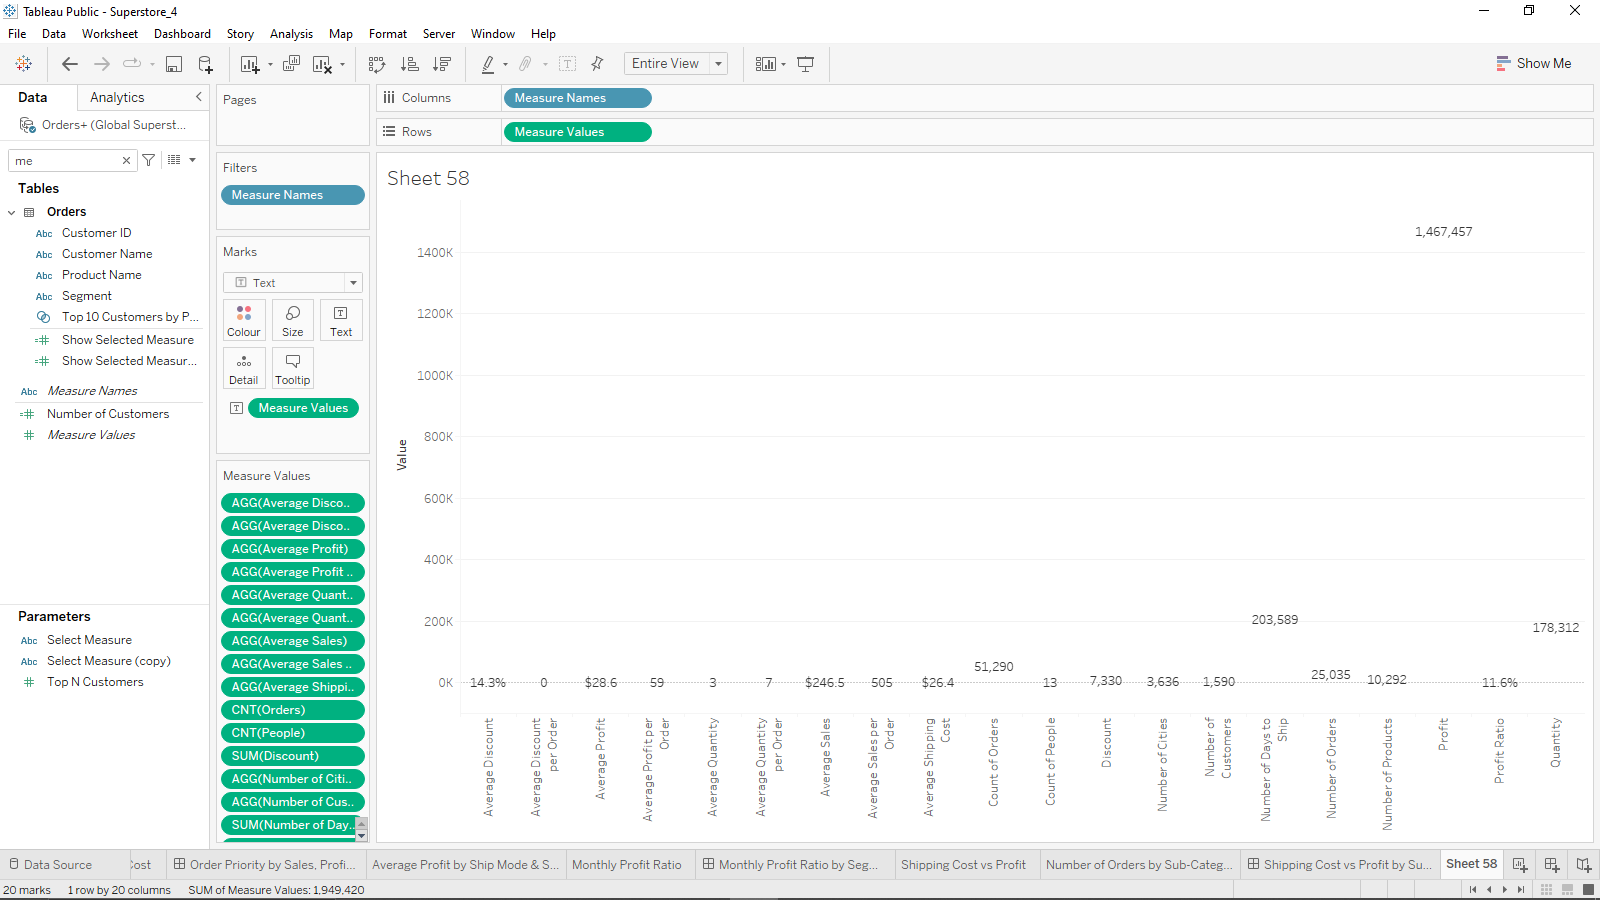 Tableau Public - Superstore_4
File Data Worksheet Dashboard Story Analysis Map Format Server Window Help
Entire View
Show Me
Data Analytics
Orders+ (Global Superst...
me
Tables
Orders
Abc Customer ID
Abc Customer Name
Abc Product Name
Abc Segment
Top 10 Customers by P...
Show Selected Measure
Show Selected Measur...
Abc Measure Names
Number of Customers
Measure Values
Parameters
Abc Select Measure
Abc Select Measure (copy)
Top N Customers
Pages
Filters
Measure Names
Marks
Text
Colour Size Text
Detail Tooltip
Measure Values
Measure Values
AGG(Average Disco..
AGG(Average Disco..
AGG(Average Profit)
AGG(Average Profit ..
AGG(Average Quant..
AGG(Average Quant..
AGG(Average Sales)
AGG(Average Sales ..
AGG(Average Shippi..
CNT(Orders)
CNT(People)
SUM(Discount)
AGG(Number of Citi..
AGG(Number of Cus..
SUM(Number of Day..
Columns Measure Names
Rows Measure Values
Sheet 58
Value
1400K
1200K
1000K
800K
600K
400K
200K
0K
14.3% 0 $28.6 59 3 7 $246.5 505 $26.4 51,290 13 7,330 3,636 1,590 203,589 25,035 10,292 1,467,457 11.6% 178,312
Average Discount
Average Discount
per Order
Average Profit
Average Profit per
Order
Average Quantity
Average Quantity
per Order
Average Sales
Average Sales per
Order
Average Shipping
Cost
Count of Orders
Count of People
Discount
Number of Cities
Number of
Customers
Number of Days to
Ship
Number of Orders
Number of Products
Profit
Profit Ratio
Quantity
Data Source Cost Order Priority by Sales, Profi... Average Profit by Ship Mode & S... Monthly Profit Ratio Monthly Profit Ratio by Seg... Shipping Cost vs Profit Number of Orders by Sub-Categ... Shipping Cost vs Profit by Su... Sheet 58
20 marks 1 row by 20 columns SUM of Measure Values: 1,949,420